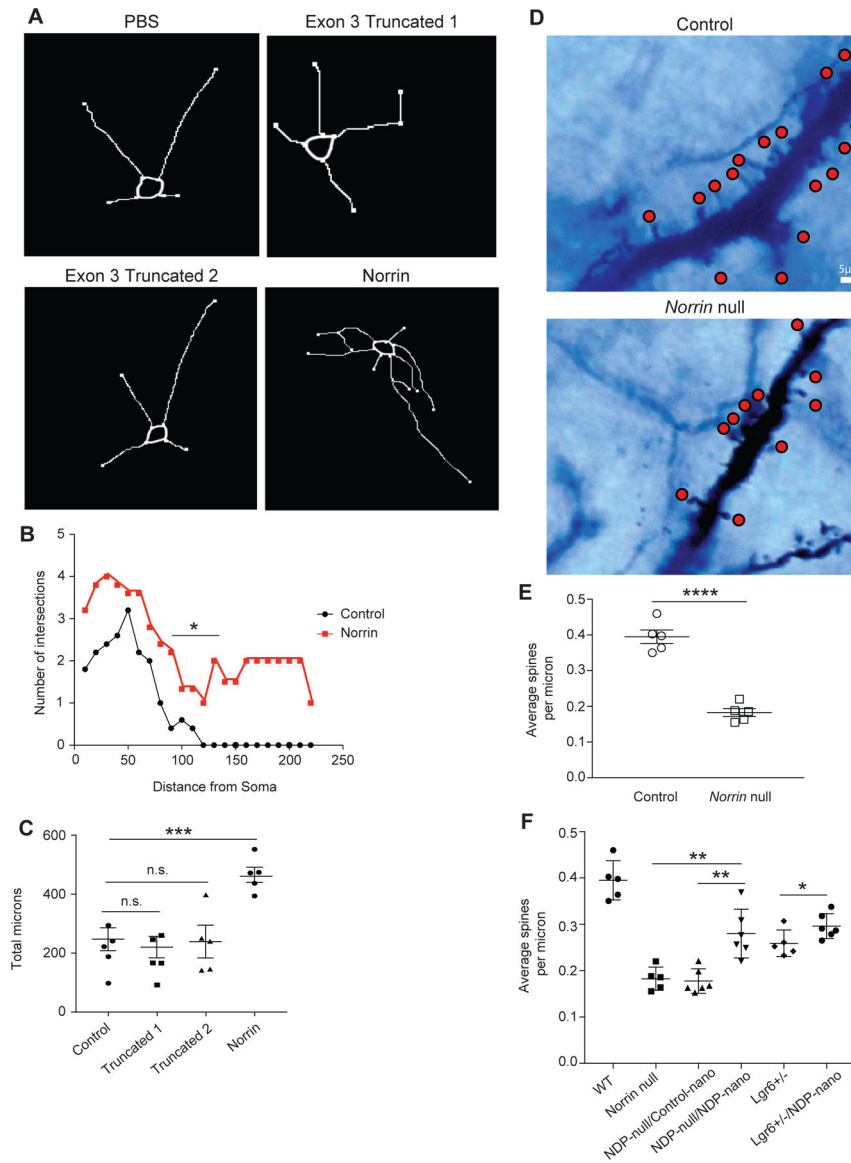 A
PBS
Exon 3 Truncated 1
Exon 3 Truncated 2
Norrin
B
Number of intersections
5
4
3
2
1
0
0
50
100
150
200
250
Distance from Soma
*
Control
Norrin
C
Total microns
600
400
200
0
***
n.s.
n.s.
Control
Truncated 1
Truncated 2
Norrin
D
Control
5µ
Norrin null
E
Average spines
per micron
0.5
0.4
0.3
0.2
0.1
0.0
****
Control
Norrin null
F
Average spines
per micron
0.5
0.4
0.3
0.2
0.1
0.0
**
**
*
WT
Norrin null
NDP-null/Control-nano
NDP-null/NDP-nano
Lgr6+/-
Lgr6+/-/NDP-nano